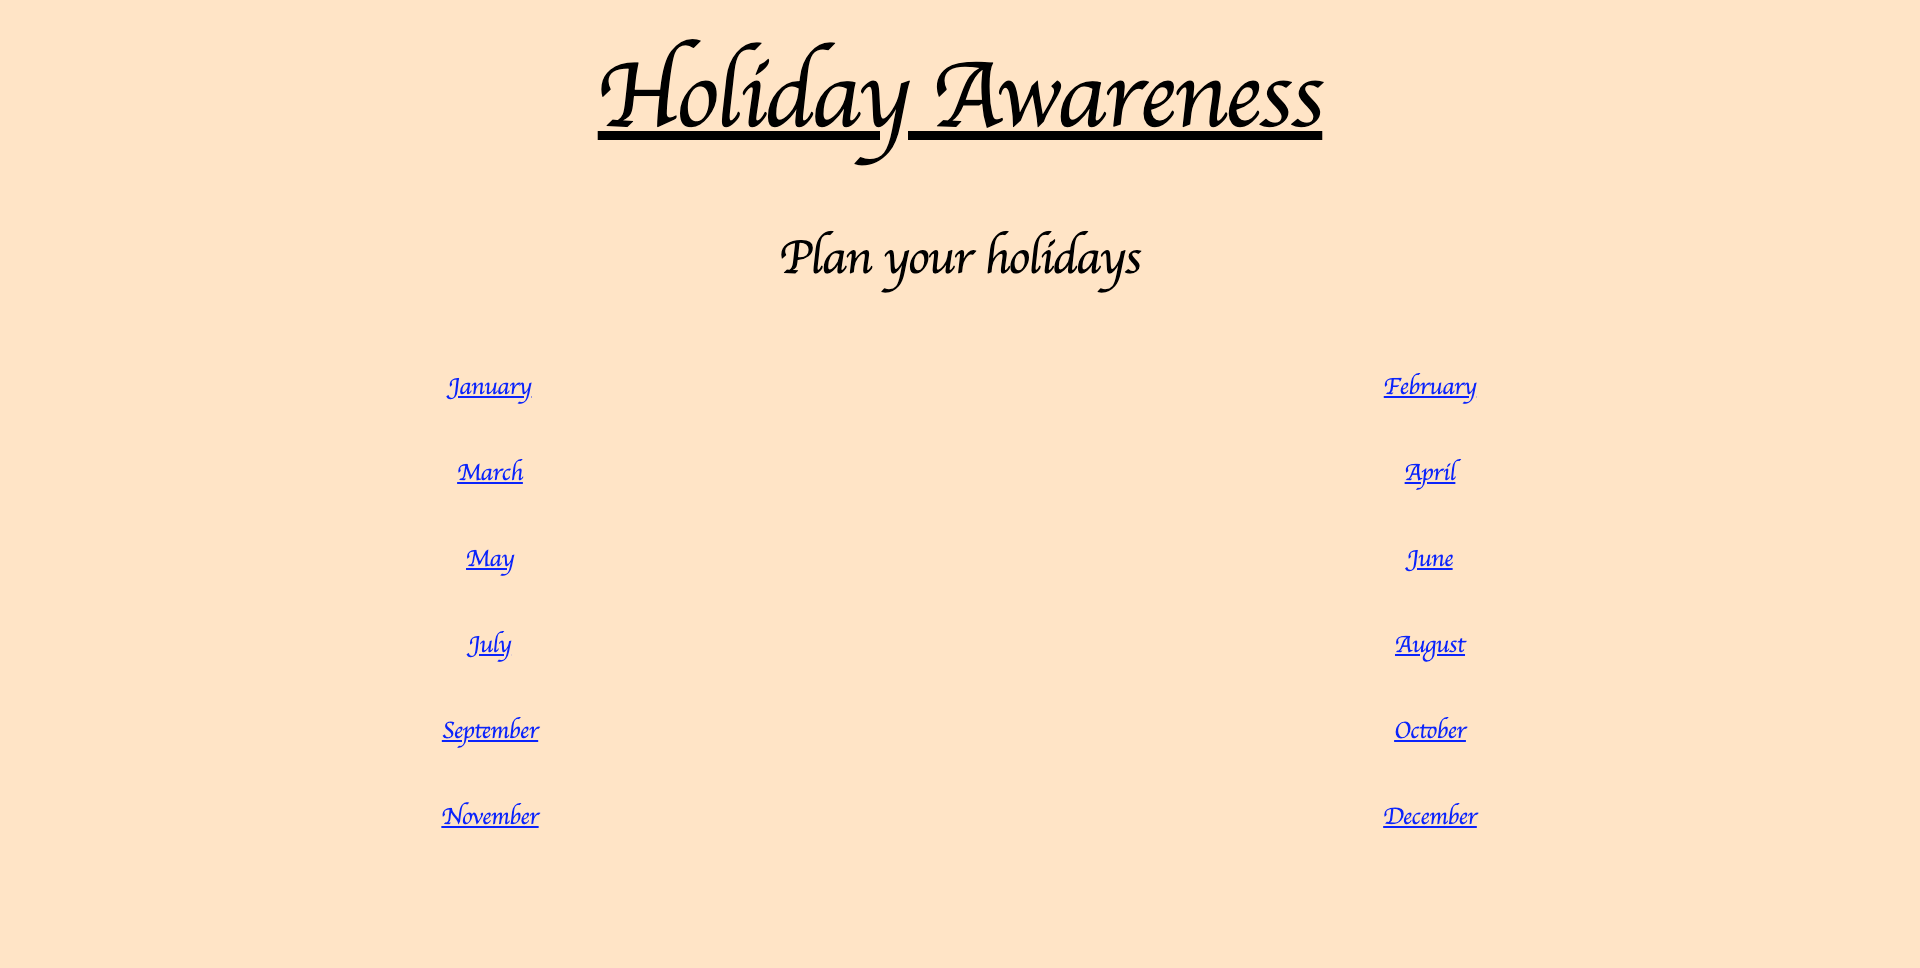 Holiday Awareness
Plan your holidays
January February
March April
May June
July August
September October
November December